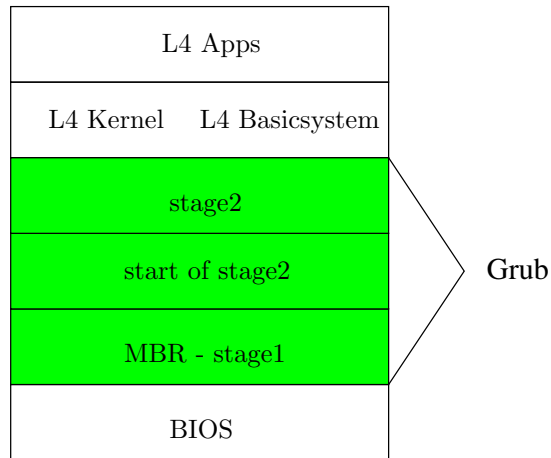 L4 Apps
L4 Kernel L4 Basicsystem
stage2
start of stage2
Grub
MBR - stage1
BIOS